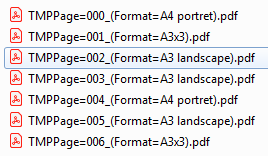 TMPPage=000_(Format=A4 portret).pdf
TMPPage=001_(Format=A3x3).pdf
TMPPage=002_(Format=A3 landscape).pdf
TMPPage=003_(Format=A3 landscape).pdf
TMPPage=004_(Format=A4 portret).pdf
TMPPage=005_(Format=A3 landscape).pdf
TMPPage=006_(Format=A3x3).pdf